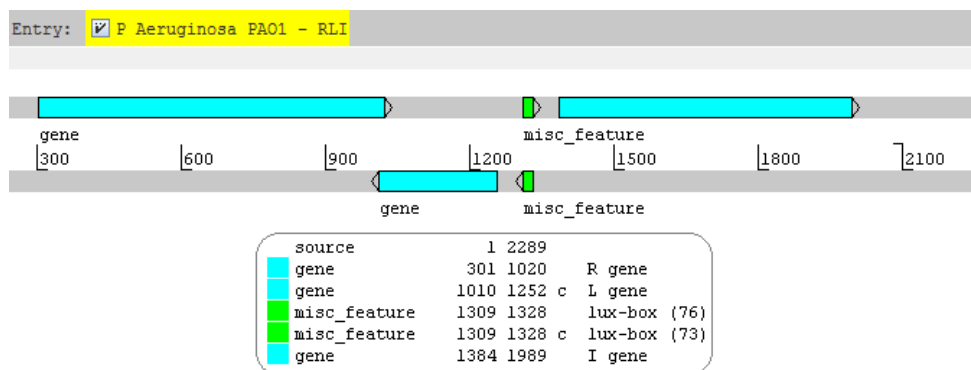 Entry: P Aeruginosa PAO1 - RLI
gene misc_feature
300 600 900 1200 1500 1800 2100
gene misc_feature
source 1 2289
gene 301 1020 R gene
gene 1010 1252 c L gene
misc_feature 1309 1328 lux-box (76)
misc_feature 1309 1328 c lux-box (73)
gene 1384 1989 I gene